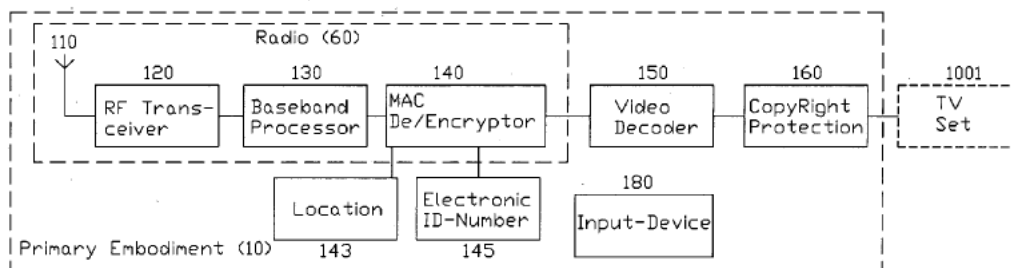 Radio (60)
110
120
130
140
150
160
1001
RF Trans-
ceiver
Baseband
Processor
MAC
De/Encryptor
Video
Decoder
CopyRight
Protection
TV
Set
Location
Electronic
ID-Number
180
Input-Device
Primary Embodiment (10)
143
145